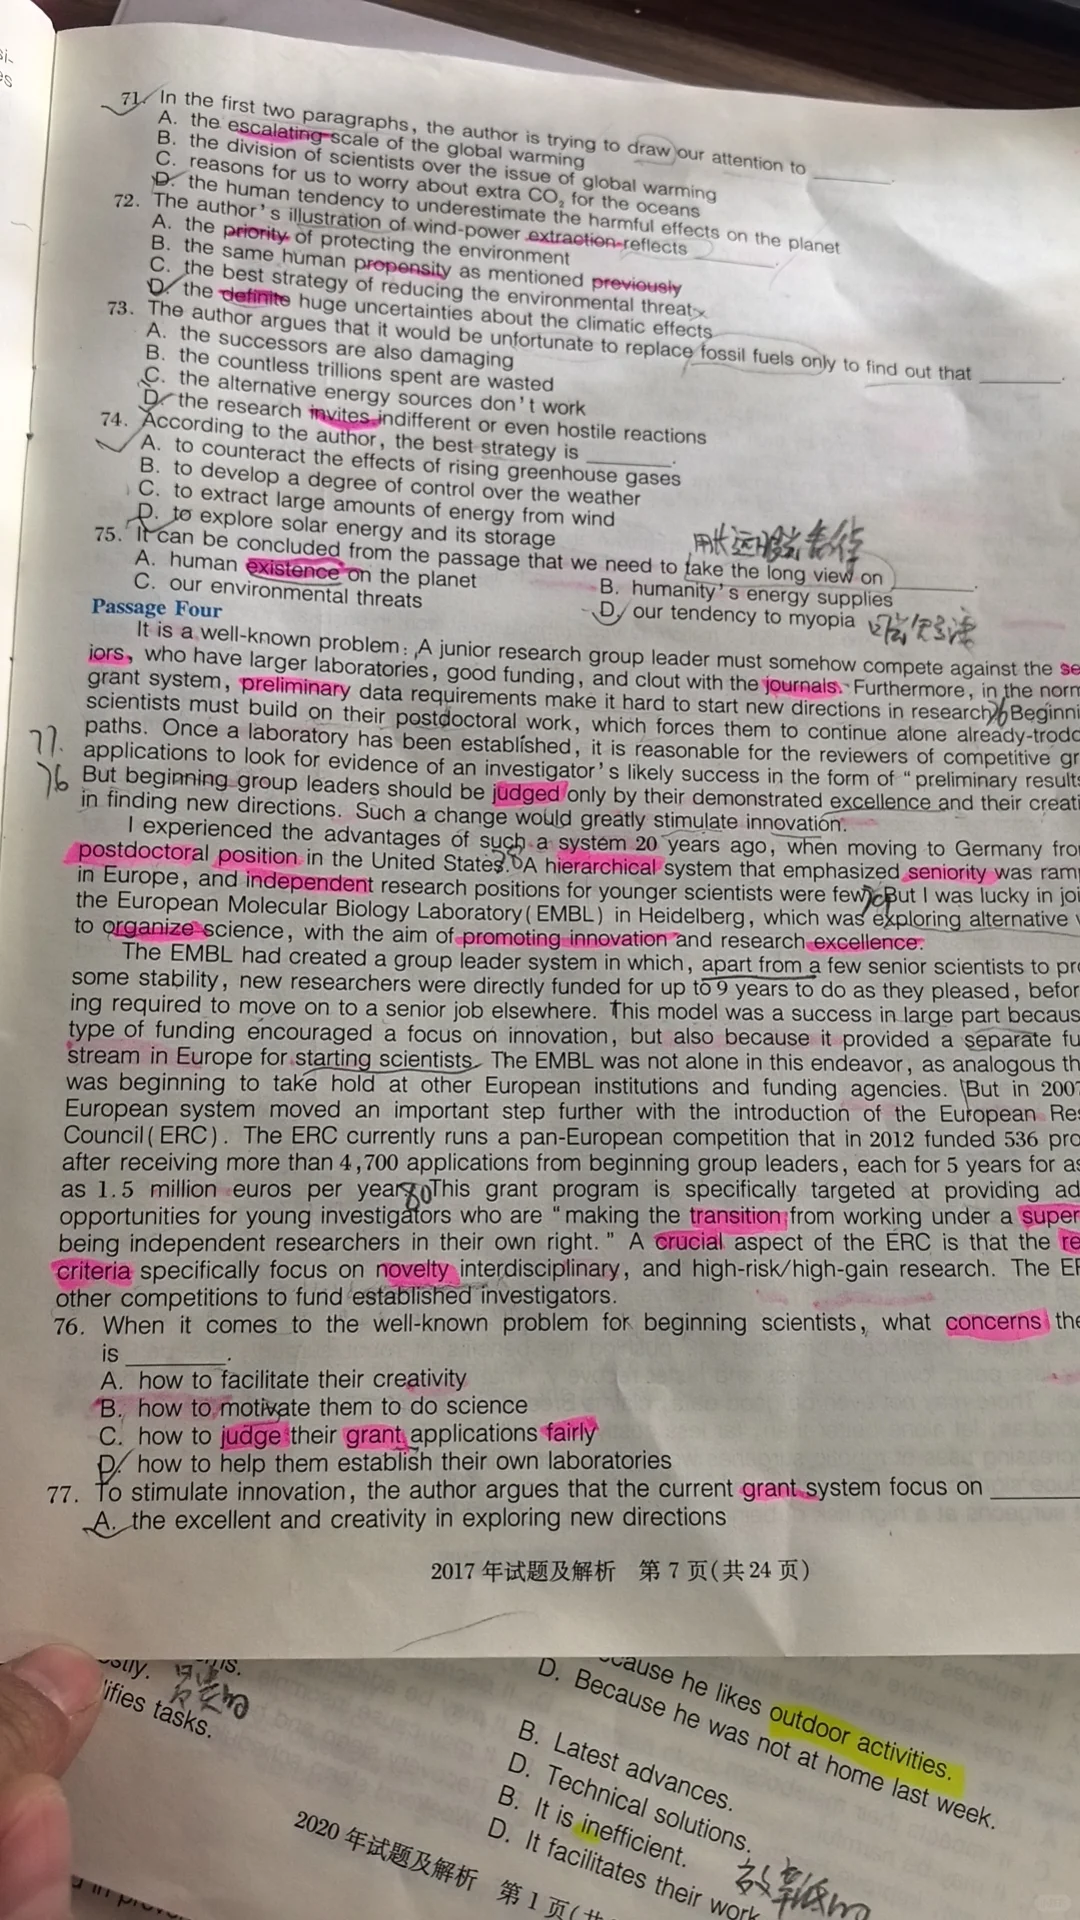 71. In the first two paragraphs, the author is trying to draw our attention to ______.
A. the escalating scale of the global warming
B. the division of scientists over the issue of global warming
C. reasons for us to worry about extra CO₂ for the oceans
D. the human tendency to underestimate the harmful effects on the planet
72. The author's illustration of wind-power extraction reflects ______.
A. the priority of protecting the environment
B. the same human propensity as mentioned previously
C. the best strategy of reducing the environmental threat
D. the definite huge uncertainties about the climatic effects
73. The author argues that it would be unfortunate to replace fossil fuels only to find out that ______.
A. the successors are also damaging
B. the countless trillions spent are wasted
C. the alternative energy sources don't work
D. the research invites indifferent or even hostile reactions
74. According to the author, the best strategy is ______.
A. to counteract the effects of rising greenhouse gases
B. to develop a degree of control over the weather
C. to extract large amounts of energy from wind
D. to explore solar energy and its storage
75. It can be concluded from the passage that we need to take the long view on ______.
A. human existence on the planet
B. humanity's energy supplies
C. our environmental threats
D. our tendency to myopia
Passage Four
It is a well-known problem: A junior research group leader must somehow compete against the se
iors, who have larger laboratories, good funding, and clout with the journals. Furthermore, in the norm
grant system, preliminary data requirements make it hard to start new directions in research. 76 Beginni
scientists must build on their postdoctoral work, which forces them to continue alone already-trodd
paths. Once a laboratory has been established, it is reasonable for the reviewers of competitive gr
77. applications to look for evidence of an investigator's likely success in the form of "preliminary results
76 But beginning group leaders should be judged only by their demonstrated excellence and their creati
in finding new directions. Such a change would greatly stimulate innovation.
I experienced the advantages of such a system 20 years ago, when moving to Germany fro
postdoctoral position in the United States. 78 A hierarchical system that emphasized seniority was ram
in Europe, and independent research positions for younger scientists were few. But I was lucky in joi
the European Molecular Biology Laboratory (EMBL) in Heidelberg, which was exploring alternative
to organize science, with the aim of promoting innovation and research excellence.
The EMBL had created a group leader system in which, apart from a few senior scientists to pro
some stability, new researchers were directly funded for up to 9 years to do as they pleased, befor
ing required to move on to a senior job elsewhere. This model was a success in large part becaus
type of funding encouraged a focus on innovation, but also because it provided a separate fu
stream in Europe for starting scientists. The EMBL was not alone in this endeavor, as analogous th
was beginning to take hold at other European institutions and funding agencies. But in 2007
European system moved an important step further with the introduction of the European Res
Council (ERC). The ERC currently runs a pan-European competition that in 2012 funded 536 pro
after receiving more than 4,700 applications from beginning group leaders, each for 5 years for as
as 1.5 million euros per year. 80 This grant program is specifically targeted at providing ad
opportunities for young investigators who are "making the transition from working under a super
being independent researchers in their own right." A crucial aspect of the ERC is that the re
criteria specifically focus on novelty, interdisciplinary, and high-risk/high-gain research. The ER
other competitions to fund established investigators.
76. When it comes to the well-known problem for beginning scientists, what concerns the
is ______.
A. how to facilitate their creativity
B. how to motivate them to do science
C. how to judge their grant applications fairly
D. how to help them establish their own laboratories
77. To stimulate innovation, the author argues that the current grant system focus on ______
A. the excellent and creativity in exploring new directions
2017 年试题及解析 第 7 页(共 24 页)
lifies tasks.
cause he likes outdoor activities.
D. Because he was not at home last week.
B. Latest advances.
D. Technical solutions.
B. It is inefficient.
D. It facilitates their work
2020 年试题及解析 第 1 页(共